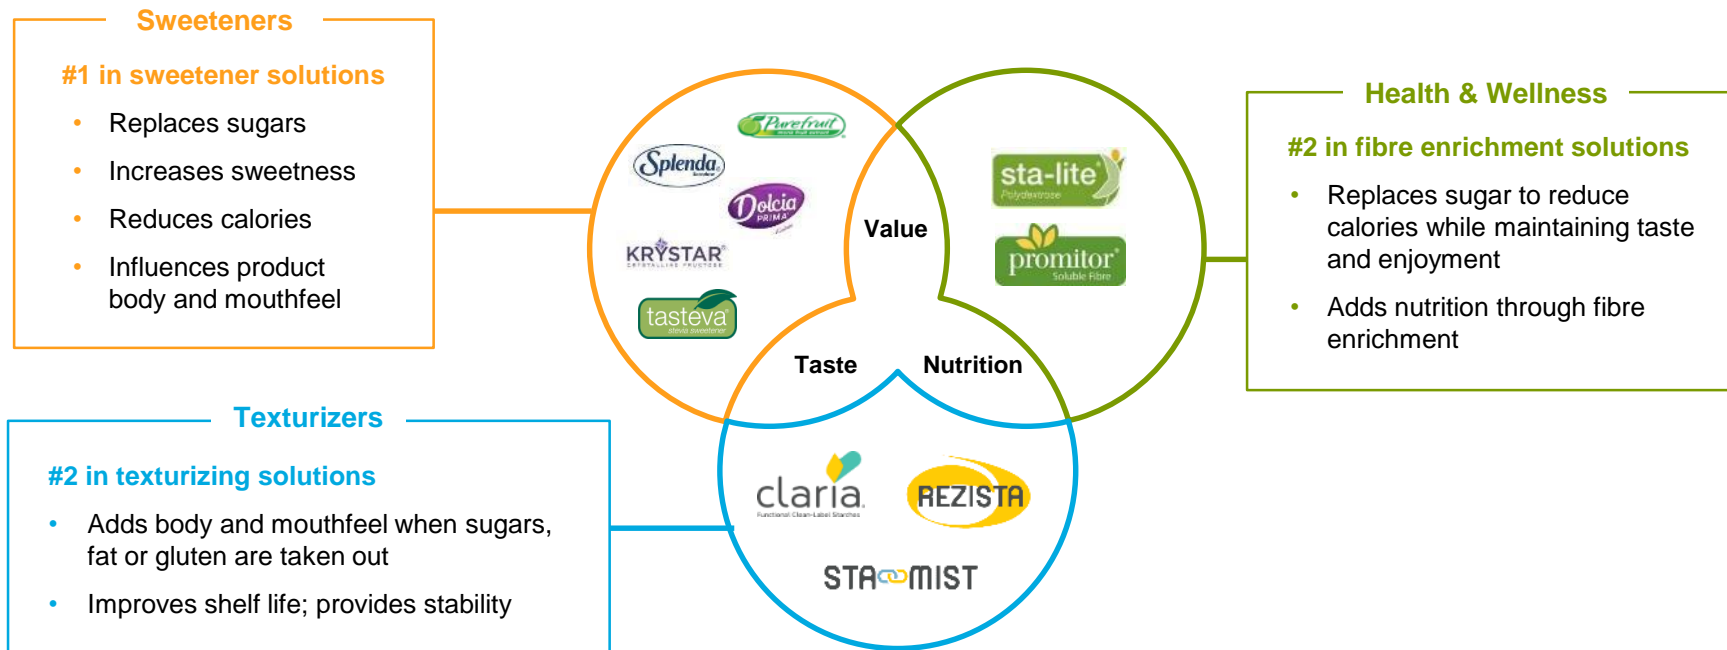 Sweeteners
#1 in sweetener solutions
• Replaces sugars
• Increases sweetness
• Reduces calories
• Influences product
body and mouthfeel
Texturizers
#2 in texturizing solutions
• Adds body and mouthfeel when sugars,
fat or gluten are taken out
• Improves shelf life; provides stability
Purefruit
Splenda®
Dolcia
PRIMA
KRYSTAR®
CRYSTALLINE FRUCTOSE
tasteva®
stevia sweetener
Value
Taste
Nutrition
sta-lite®
Polydextrose
promitor®
Soluble Fibre
claria
Functional Clean-Label Starches
REZISTA
STA MIST
Health & Wellness
#2 in fibre enrichment solutions
• Replaces sugar to reduce
calories while maintaining taste
and enjoyment
• Adds nutrition through fibre
enrichment